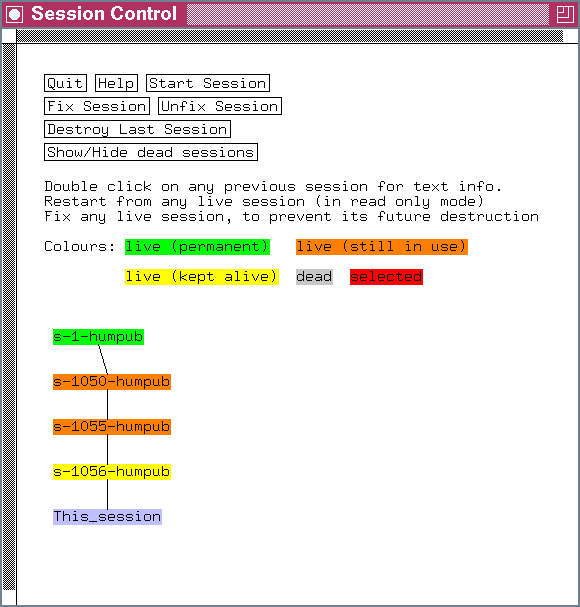 Session Control
Quit Help Start Session
Fix Session Unfix Session
Destroy Last Session
Show/Hide dead sessions
Double click on any previous session for text info.
Restart from any live session (in read only mode)
Fix any live session, to prevent its future destruction
Colours: live (permanent) live (still in use)
live (kept alive) dead selected
s-1-humpub
s-1050-humpub
s-1055-humpub
s-1056-humpub
This_session